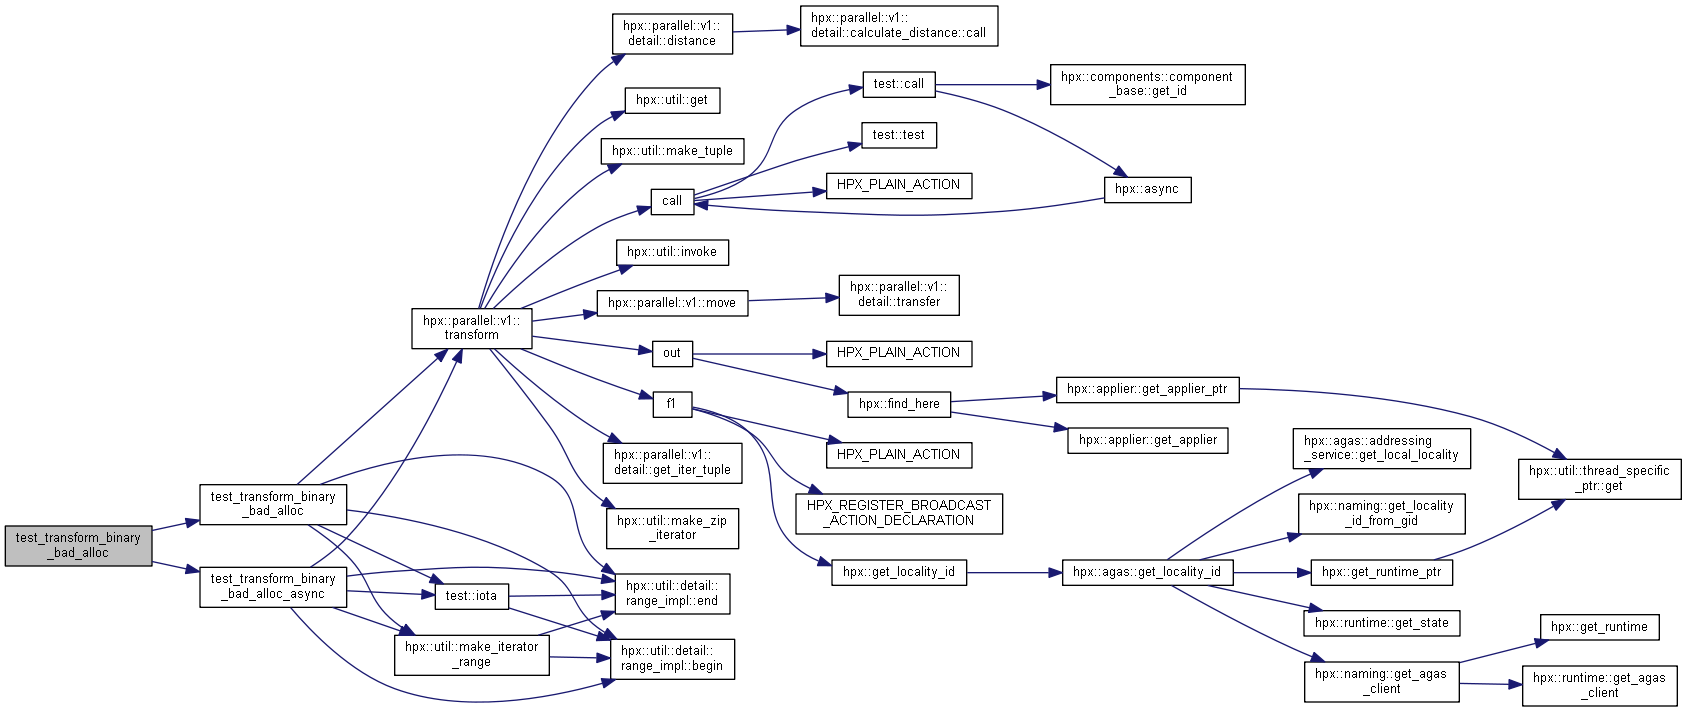 hpx::parallel::v1::
detail::distance
hpx::parallel::v1::
detail::calculate_distance::call
hpx::util::get
test::call
hpx::components::component
_base::get_id
hpx::util::make_tuple
test::test
call
HPX_PLAIN_ACTION
hpx::async
hpx::util::invoke
hpx::parallel::v1::move
hpx::parallel::v1::
detail::transfer
hpx::parallel::v1::
transform
out
HPX_PLAIN_ACTION
f1
hpx::find_here
hpx::applier::get_applier_ptr
hpx::applier::get_applier
hpx::parallel::v1::
detail::get_iter_tuple
HPX_PLAIN_ACTION
hpx::agas::addressing
_service::get_local_locality
hpx::util::thread_specific
_ptr::get
test_transform_binary
_bad_alloc
hpx::util::make_zip
_iterator
HPX_REGISTER_BROADCAST
_ACTION_DECLARATION
hpx::naming::get_locality
_id_from_gid
test_transform_binary
_bad_alloc
test_transform_binary
_bad_alloc_async
test::iota
hpx::util::detail::
range_impl::end
hpx::get_locality_id
hpx::agas::get_locality_id
hpx::get_runtime_ptr
hpx::runtime::get_state
hpx::util::make_iterator
_range
hpx::util::detail::
range_impl::begin
hpx::naming::get_agas
_client
hpx::get_runtime
hpx::runtime::get_agas
_client